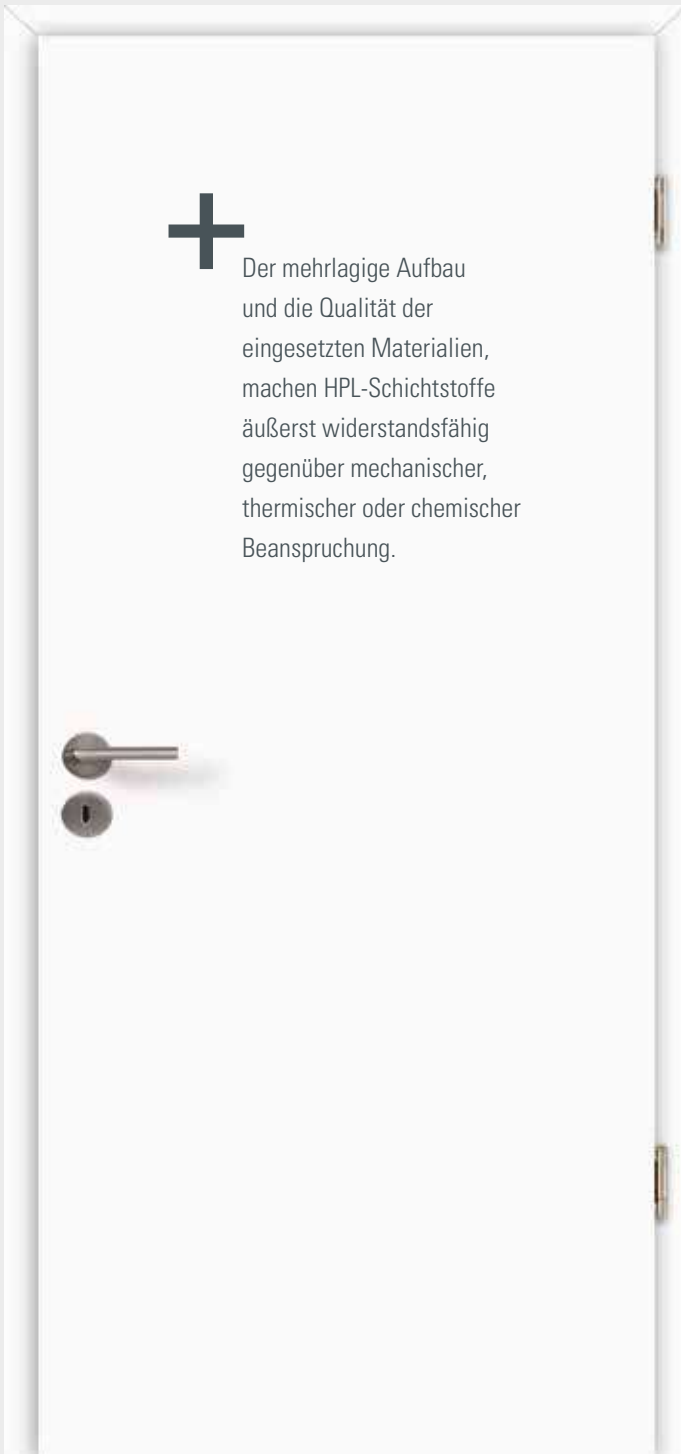 Der mehrlagige Aufbau
und die Qualität der
eingesetzten Materialien,
machen HPL-Schichtstoffe
äußerst widerstandsfähig
gegenüber mechanischer,
thermischer oder chemischer
Beanspruchung.